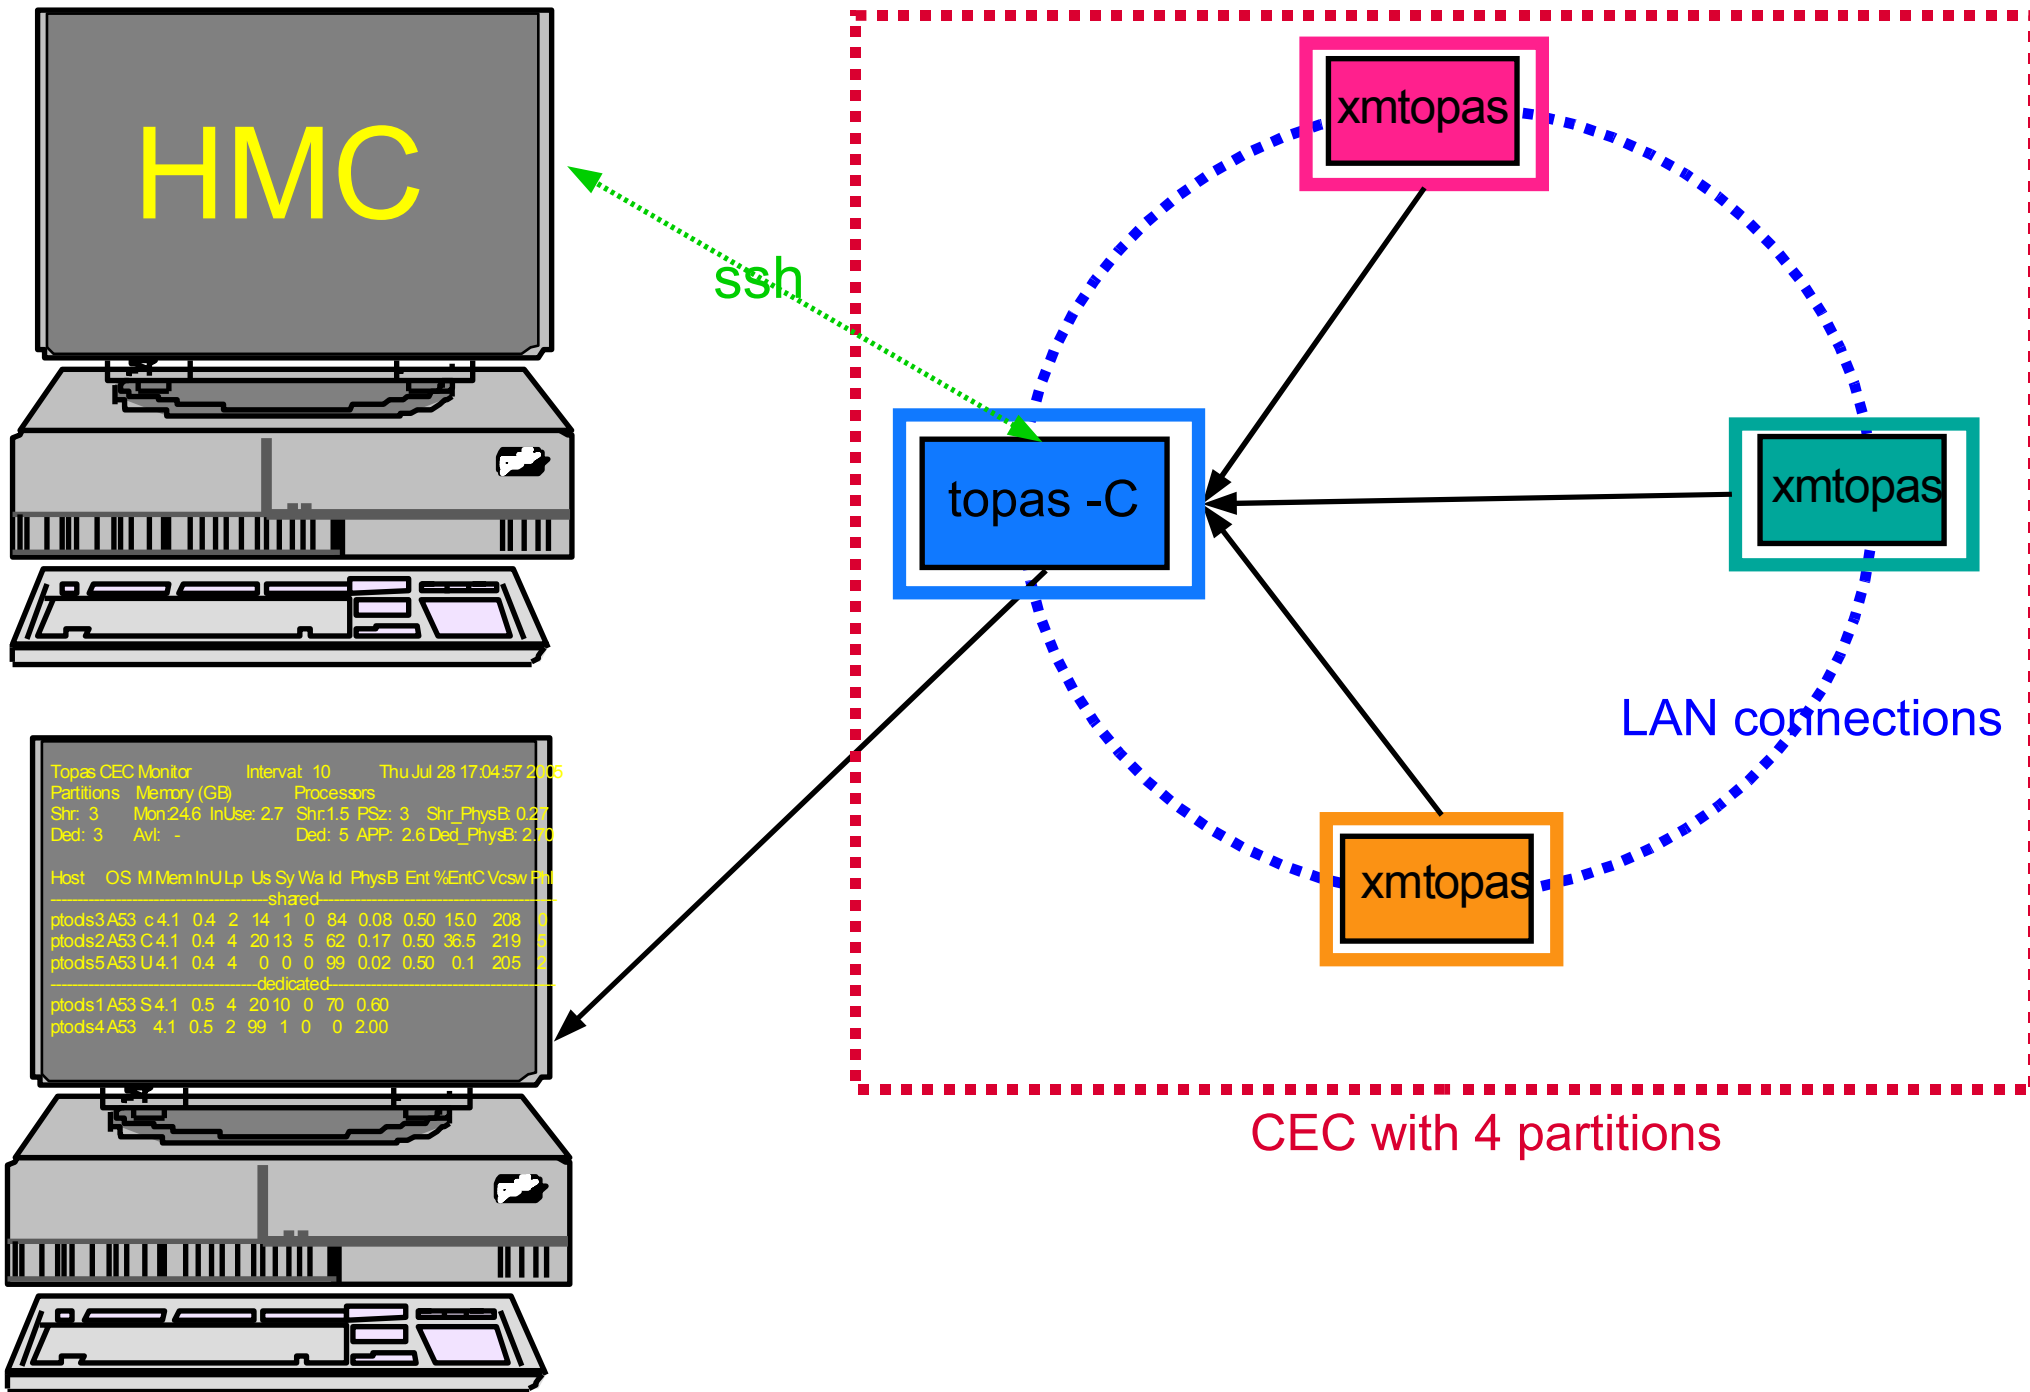 HMC
ssh
xmtopas
topas -C
xmtopas
LAN connections
xmtopas
CEC with 4 partitions
Topas CEC Monitor Interval: 10 Thu Jul 28 17:04:57 2005
Partitions Memory (GB) Processors
Shr: 3 Mon:24.6 InUse: 2.7 Shr:1.5 PSz: 3 Shr_PhysB: 0.27
Ded: 3 Avl: - Ded: 5 APP: 2.6 Ded_PhysB: 2.70
Host OS M Mem InU Lp Us Sy Wa Id PhysB Ent %EntC Vcsw PhI
-----shared-----
ptools3 A53 c 4.1 0.4 2 14 1 0 84 0.08 0.50 15.0 208 0
ptools2 A53 C 4.1 0.4 4 20 13 5 62 0.17 0.50 36.5 219 5
ptools5 A53 U 4.1 0.4 4 0 0 0 99 0.02 0.50 0.1 205 2
-----dedicated-----
ptools1 A53 S 4.1 0.5 4 20 10 0 70 0.60
ptools4 A53 4.1 0.5 2 99 1 0 0 2.00